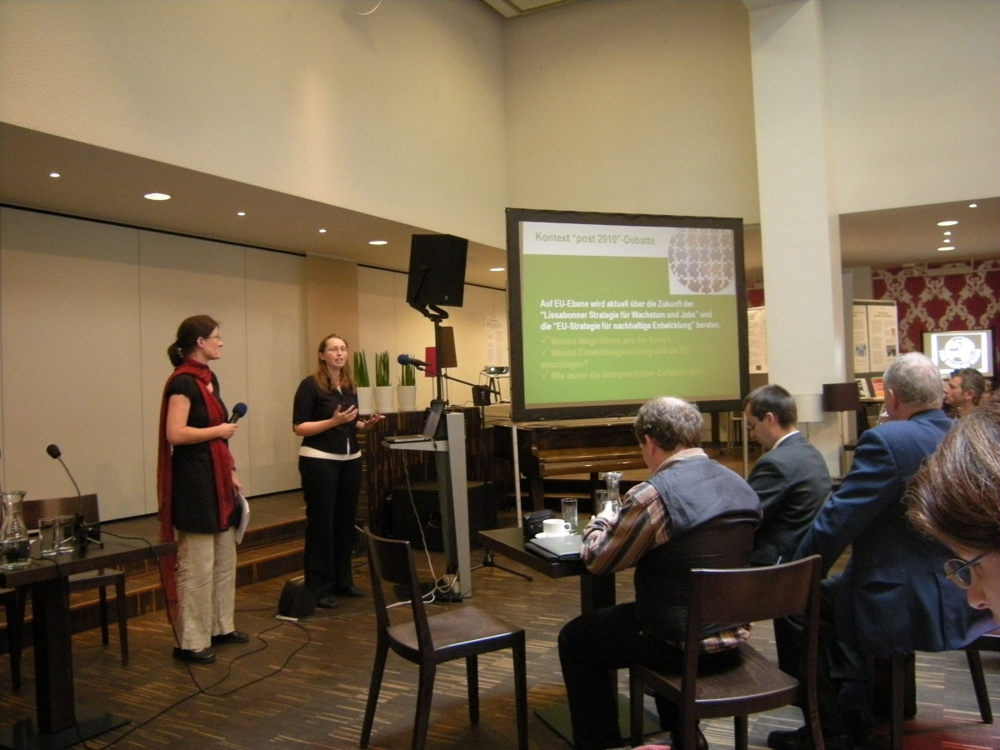 Kontext "post 2010"-Debatte
Auf EU-Ebene wird aktuell über die Zukunft der
"Lissabonner Strategie für Wachstum und Jobs" und
die "EU-Strategie für nachhaltige Entwicklung" beraten.
Welche Wege führen aus der Krise?
Welche Entwicklungsrichtung wird die EU
einschlagen?
Wie lauten die übergeordneten